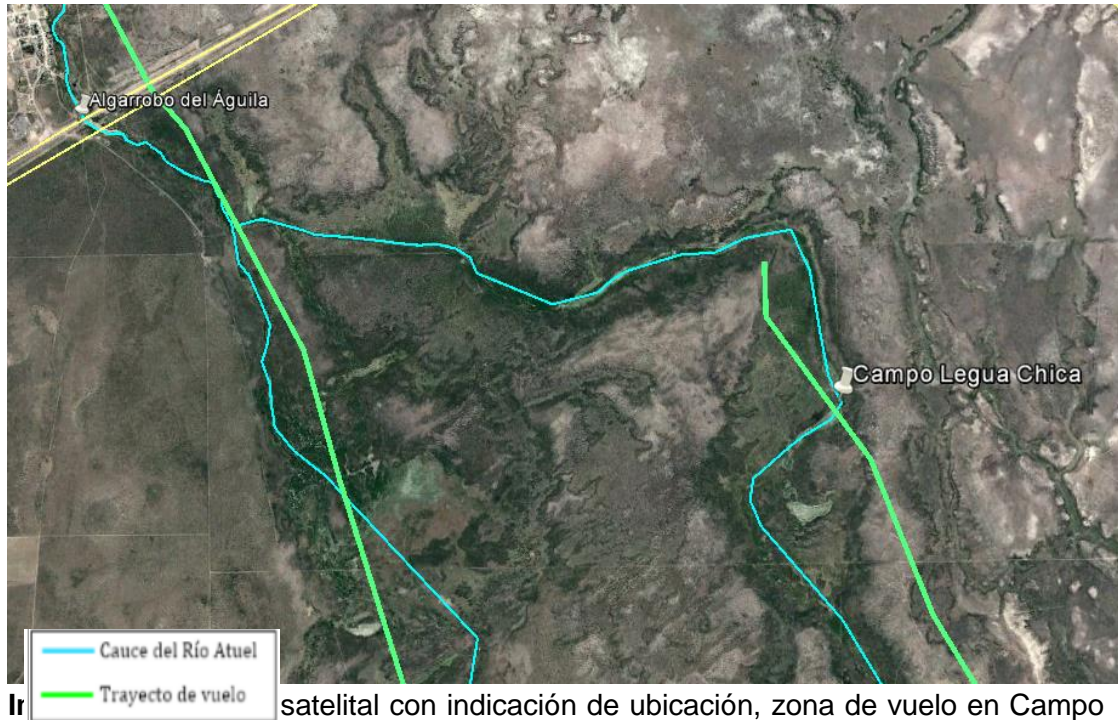 Algarrobo del Águila
Campo Legua Chica
Cauce del Río Atuel
Trayecto de vuelo
satelital con indicación de ubicación, zona de vuelo en Campo